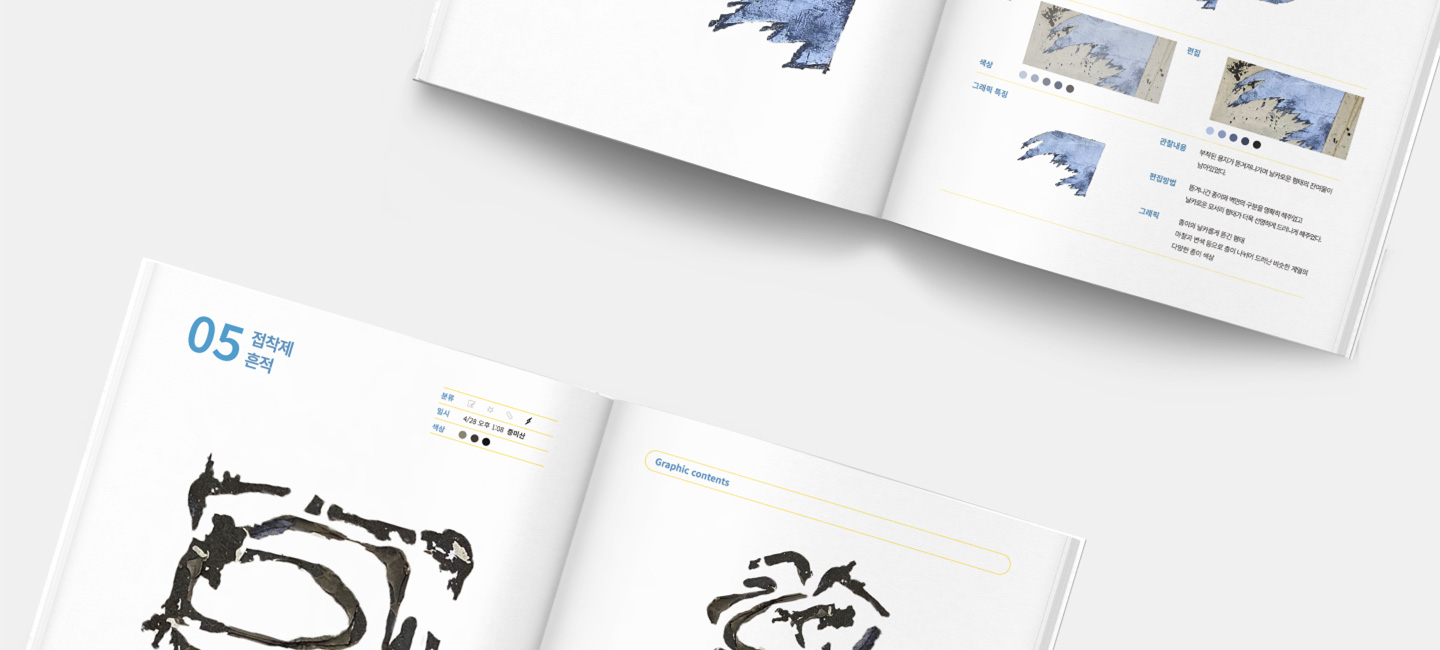 편집
색상
그래픽 특징
관찰내용
부착된 용지가 뜯겨져나가며 날카로운 형태의 잔여물이
남아있었다.
편집방법
뜯겨나간 종이와 벽면의 구분을 명확히 해주었고
날카로운 모서리 형태가 더욱 선명하게 드러나게 해주었다.
그래픽
종이의 날카롭게 뜯긴 형태
마찰과 변색 등으로 종이 나뉘어 드러난 비슷한 계열의
다양한 종이 색상
05 접착제
흔적
분류
일시 4/28 오후 1:08 종이산
색상
Graphic contents